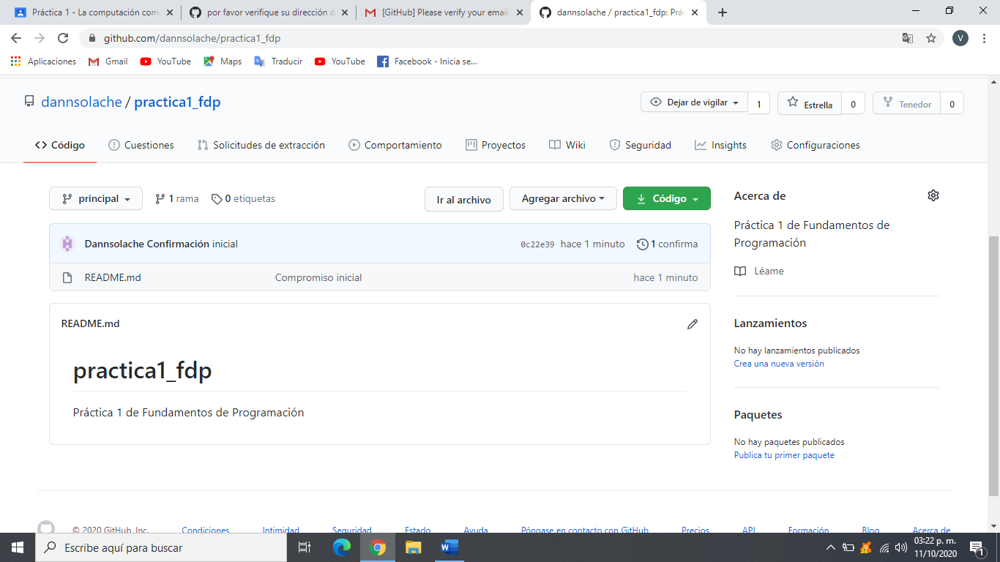 Práctica 1 - La computación com
por favor verifique su dirección d
[GitHub] Please verify your email
dannsolache / practica1_fdp: Prá
github.com/dannsolache/practica1_fdp
V
Aplicaciones Gmail YouTube Maps Traducir YouTube Facebook - Inicia se...
dannsolache / practica1_fdp
Dejar de vigilar 1 Estrella 0 Tenedor 0
Código Cuestiones Solicitudes de extracción Comportamiento Proyectos Wiki Seguridad Insights Configuraciones
principal 1 rama 0 etiquetas Ir al archivo Agregar archivo Código
Dannsolache Confirmación inicial 0c22e39 hace 1 minuto 1 confirma
README.md Compromiso inicial hace 1 minuto
README.md
practica1_fdp
Práctica 1 de Fundamentos de Programación
Acerca de
Práctica 1 de Fundamentos de
Programación
Léame
Lanzamientos
No hay lanzamientos publicados
Crea una nueva versión
Paquetes
No hay paquetes publicados
Publica tu primer paquete
© 2020 GitHub, Inc. Condiciones Intimidad Seguridad Estado Ayuda Póngase en contacto con GitHub Precios API Formación Blog Acerca de
Escribe aquí para buscar
03:22 p. m.
11/10/2020
1